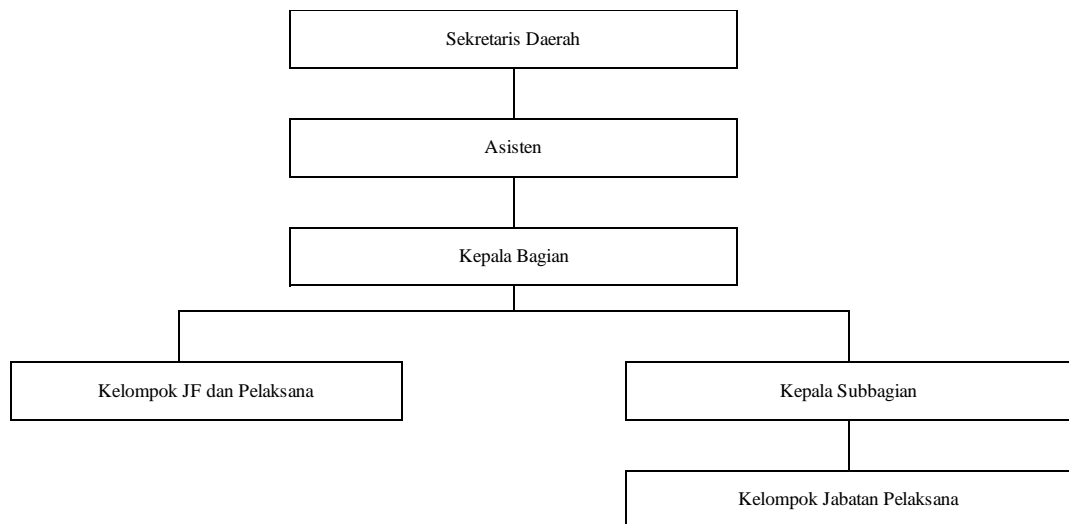 Sekretaris Daerah
Asisten
Kepala Bagian
Kelompok JF dan Pelaksana
Kepala Subbagian
Kelompok Jabatan Pelaksana